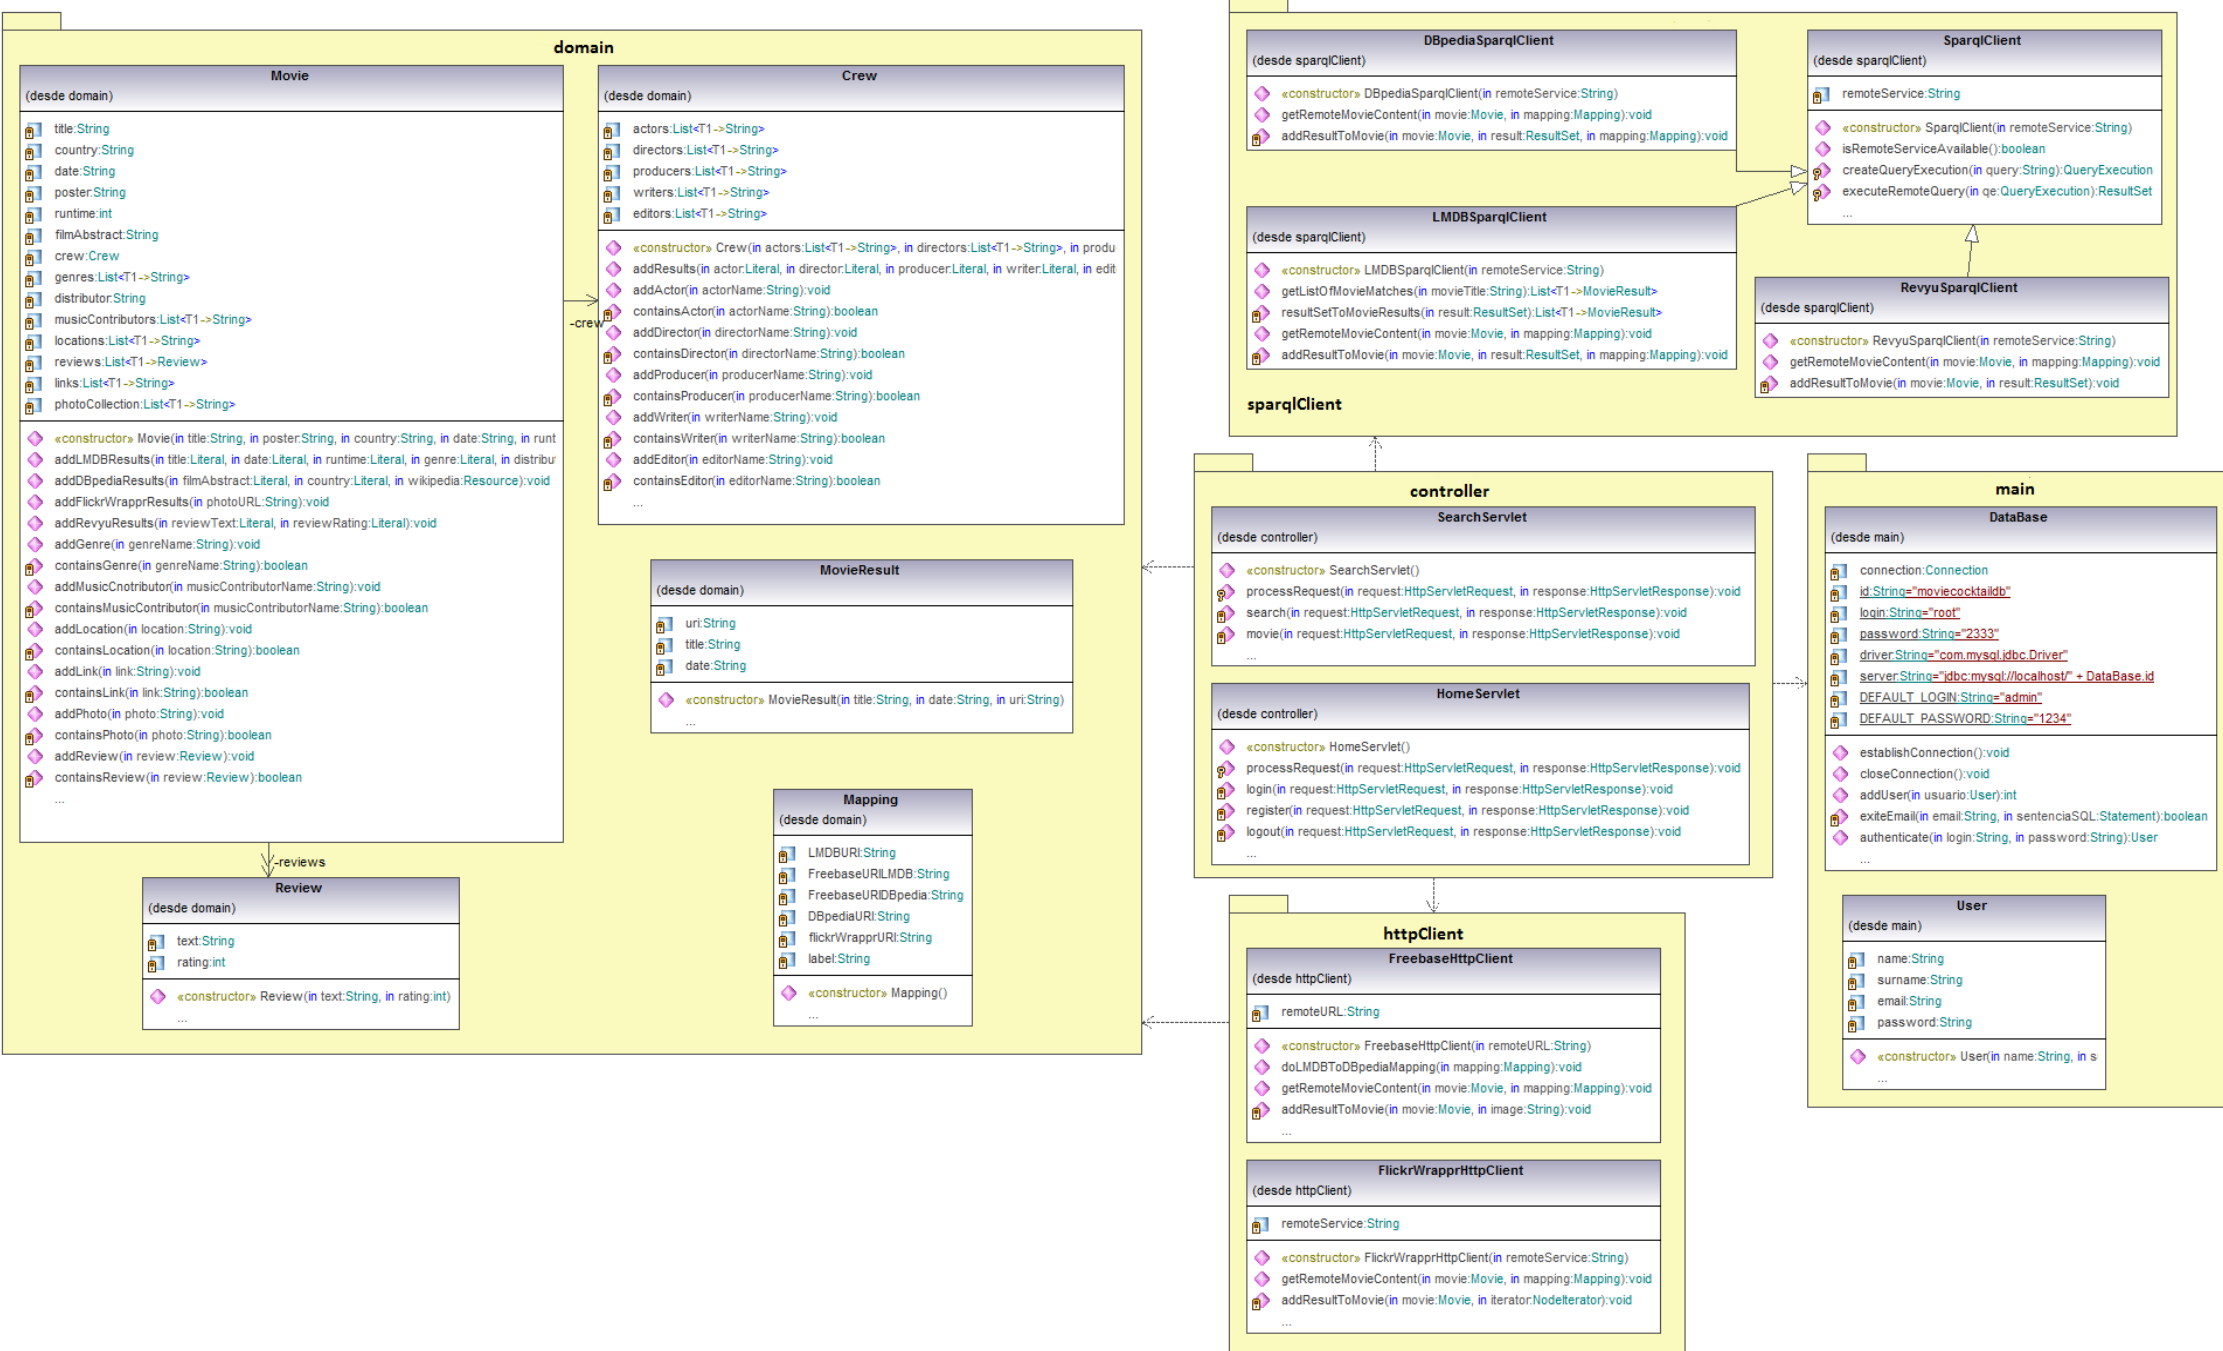 domain
Movie
(desde domain)
title:String
country:String
date:String
poster:String
runtime:int
filmAbstract:String
crew:Crew
genres:List<T1->String>
distributor:String
musicContributors:List<T1->String>
locations:List<T1->String>
reviews:List<T1->Review>
links:List<T1->String>
photoCollection:List<T1->String>
«constructor» Movie(in title:String, in poster:String, in country:String, in date:String, in runt
addLMDBResults(in title:Literal, in date:Literal, in runtime:Literal, in genre:Literal, in distribu
addDBpediaResults(in filmAbstract:Literal, in country:Literal, in wikipedia:Resource):void
addFlickrWrapprResults(in photoURL:String):void
addRevyuResults(in reviewText:Literal, in reviewRating:Literal):void
addGenre(in genreName:String):void
containsGenre(in genreName:String):boolean
addMusicCnotributor(in musicContributorName:String):void
containsMusicContributor(in musicContributorName:String):boolean
addLocation(in location:String):void
containsLocation(in location:String):boolean
addLink(in link:String):void
containsLink(in link:String):boolean
addPhoto(in photo:String):void
containsPhoto(in photo:String):boolean
addReview(in review:Review):void
containsReview(in review:Review):boolean
...
-crew
-reviews
Crew
(desde domain)
actors:List<T1->String>
directors:List<T1->String>
producers:List<T1->String>
writers:List<T1->String>
editors:List<T1->String>
«constructor» Crew(in actors:List<T1->String>, in directors:List<T1->String>, in produ
addResults(in actor:Literal, in director:Literal, in producer:Literal, in writer:Literal, in edit
addActor(in actorName:String):void
containsActor(in actorName:String):boolean
addDirector(in directorName:String):void
containsDirector(in directorName:String):boolean
addProducer(in producerName:String):void
containsProducer(in producerName:String):boolean
addWriter(in writerName:String):void
containsWriter(in writerName:String):boolean
addEditor(in editorName:String):void
containsEditor(in editorName:String):boolean
...
MovieResult
(desde domain)
uri:String
title:String
date:String
«constructor» MovieResult(in title:String, in date:String, in uri:String)
...
Mapping
(desde domain)
LMDBURI:String
FreebaseURILMDB:String
FreebaseURIDBpedia:String
DBpediaURI:String
flickrWrapprURI:String
label:String
«constructor» Mapping()
...
Review
(desde domain)
text:String
rating:int
«constructor» Review(in text:String, in rating:int)
...
DBpediaSparqlClient
(desde sparqlClient)
«constructor» DBpediaSparqlClient(in remoteService:String)
getRemoteMovieContent(in movie:Movie, in mapping:Mapping):void
addResultToMovie(in movie:Movie, in result:ResultSet, in mapping:Mapping):void
SparqlClient
(desde sparqlClient)
remoteService:String
«constructor» SparqlClient(in remoteService:String)
isRemoteServiceAvailable():boolean
createQueryExecution(in query:String):QueryExecution
executeRemoteQuery(in qe:QueryExecution):ResultSet
...
LMDBSparqlClient
(desde sparqlClient)
«constructor» LMDBSparqlClient(in remoteService:String)
getListOfMovieMatches(in movieTitle:String):List<T1->MovieResult>
resultSetToMovieResults(in result:ResultSet):List<T1->MovieResult>
getRemoteMovieContent(in movie:Movie, in mapping:Mapping):void
addResultToMovie(in movie:Movie, in result:ResultSet, in mapping:Mapping):void
RevyuSparqlClient
(desde sparqlClient)
«constructor» RevyuSparqlClient(in remoteService:String)
getRemoteMovieContent(in movie:Movie, in mapping:Mapping):void
addResultToMovie(in movie:Movie, in result:ResultSet):void
sparqlClient
controller
SearchServlet
(desde controller)
«constructor» SearchServlet()
processRequest(in request:HttpServletRequest, in response:HttpServletResponse):void
search(in request:HttpServletRequest, in response:HttpServletResponse):void
movie(in request:HttpServletRequest, in response:HttpServletResponse):void
...
HomeServlet
(desde controller)
«constructor» HomeServlet()
processRequest(in request:HttpServletRequest, in response:HttpServletResponse):void
login(in request:HttpServletRequest, in response:HttpServletResponse):void
register(in request:HttpServletRequest, in response:HttpServletResponse):void
logout(in request:HttpServletRequest, in response:HttpServletResponse):void
...
main
DataBase
(desde main)
connection:Connection
id:String="moviecocktaildb"
login:String="root"
password:String="2333"
driver:String="com.mysql.jdbc.Driver"
server:String="jdbc:mysql://localhost/" + DataBase.id
DEFAULT_LOGIN:String="admin"
DEFAULT_PASSWORD:String="1234"
establishConnection():void
closeConnection():void
addUser(in usuario:User):int
exiteEmail(in email:String, in sentenciaSQL:Statement):boolean
authenticate(in login:String, in password:String):User
...
User
(desde main)
name:String
surname:String
email:String
password:String
«constructor» User(in name:String, in s
...
httpClient
FreebaseHttpClient
(desde httpClient)
remoteURL:String
«constructor» FreebaseHttpClient(in remoteURL:String)
doLMDBToDBpediaMapping(in mapping:Mapping):void
getRemoteMovieContent(in movie:Movie, in mapping:Mapping):void
addResultToMovie(in movie:Movie, in image:String):void
...
FlickrWrapprHttpClient
(desde httpClient)
remoteService:String
«constructor» FlickrWrapprHttpClient(in remoteService:String)
getRemoteMovieContent(in movie:Movie, in mapping:Mapping):void
addResultToMovie(in movie:Movie, in iterator:NodeIterator):void
...